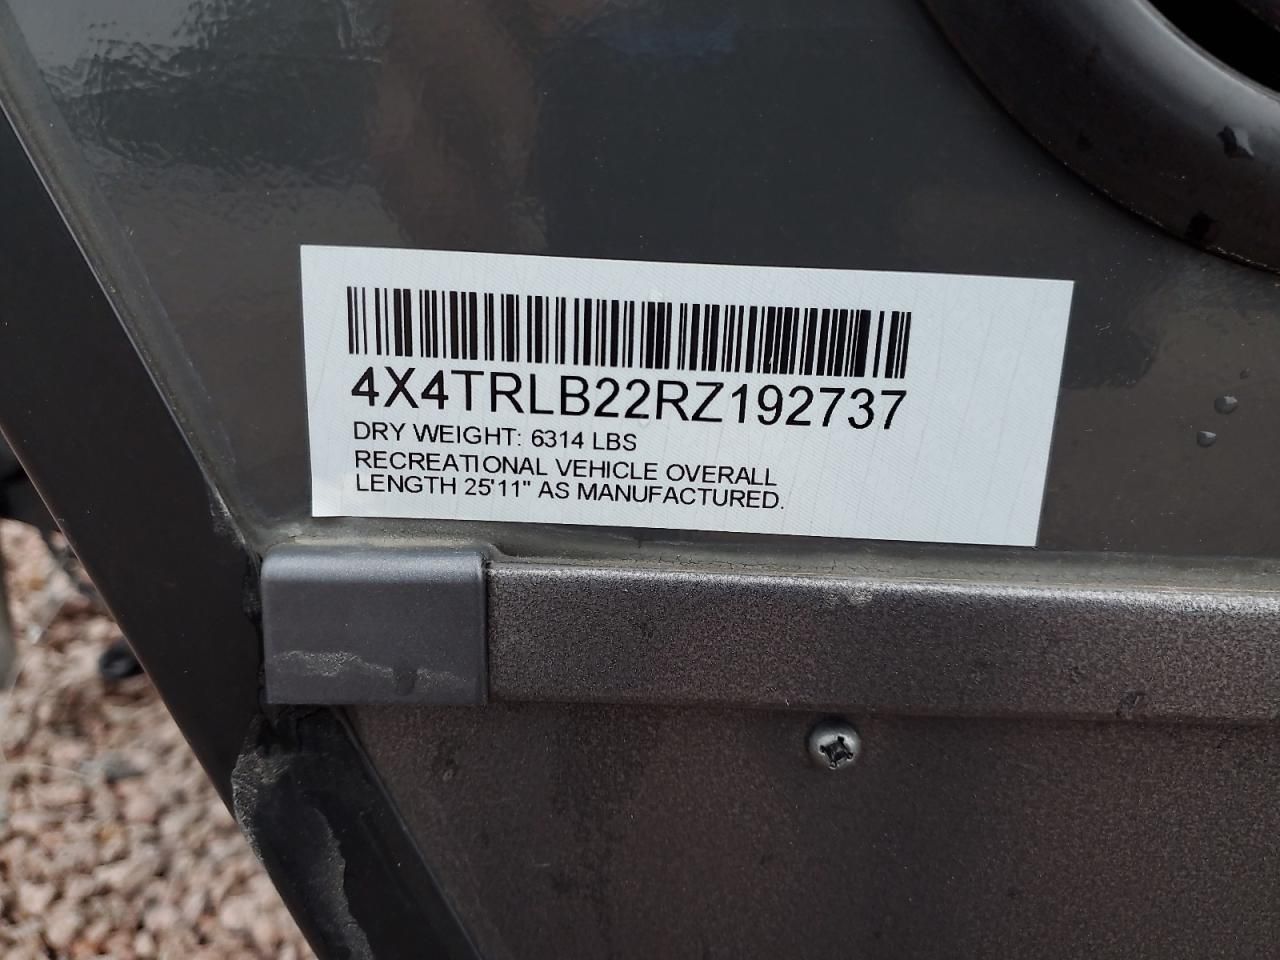 4X4TRLB22RZ192737
DRY WEIGHT: 6314 LBS
RECREATIONAL VEHICLE OVERALL
LENGTH 25'11" AS MANUFACTURED.